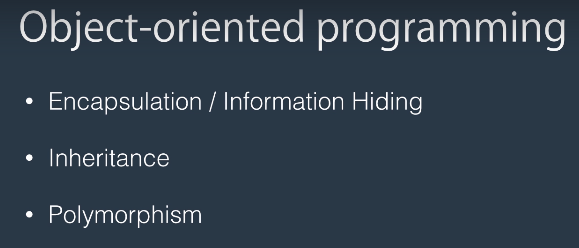 Object-oriented programming
• Encapsulation / Information Hiding
• Inheritance
• Polymorphism